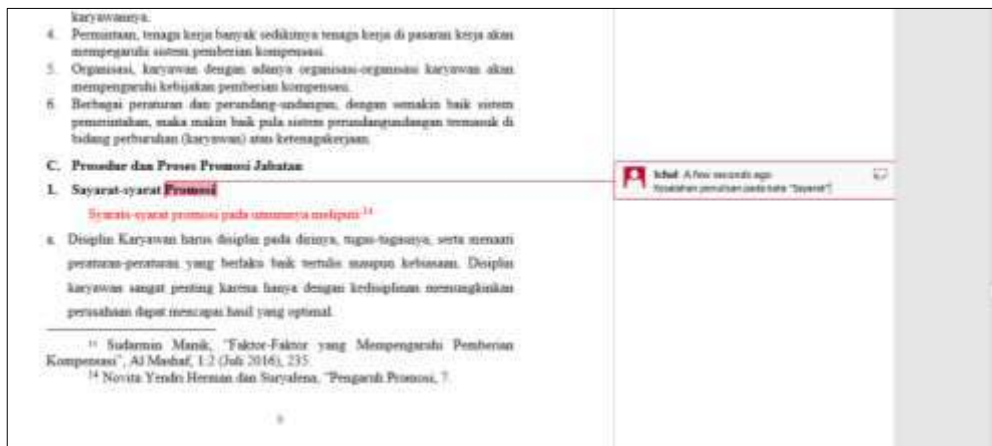 karyawannya.
4. Permintaan, tenaga kerja banyak sedikitnya tenaga kerja di pasaran kerja akan
mempegaruhi sistem pemberian kompensasi.
5. Organisasi, karyawan dengan adanya organisasi-organisasi karyawan akan
mempengaruhi kebijakan pemberian kompensasi.
6. Berbagai peraturan dan perundang-undangan, dengan semakin baik sistem
pemerintahan, maka makin baik pula sistem perundangundangan termasuk di
bidang perburuhan (karyawan) atau ketenagakerjaan.
C. Prosedur dan Proses Promosi Jabatan
1. Sayarat-syarat Promosi
Syarata-syarat promosi pada umumnya meliputi:14
a. Disiplin Karyawan harus disiplin pada dirinya, tugas-tugasnya, serta menaati
peraturan-peraturan yang berlaku baik tertulis maupun kebiasaan. Disiplin
karyawan sangat penting karena hanya dengan kedisiplinan memungkinkan
perusahaan dapat mencapai hasil yang optimal.
Sudarmin Manik, "Faktor-Faktor yang Mempengaruhi Pemberian
Kompensasi", Al Mashaf, 1:2 (Juli 2016), 235.
14 Novita Yendri Herman dan Suryalena, "Pengaruh Promosi, 7.
Ichal A few seconds ago
Kesalahan penulisan pada kata "Sayarat"